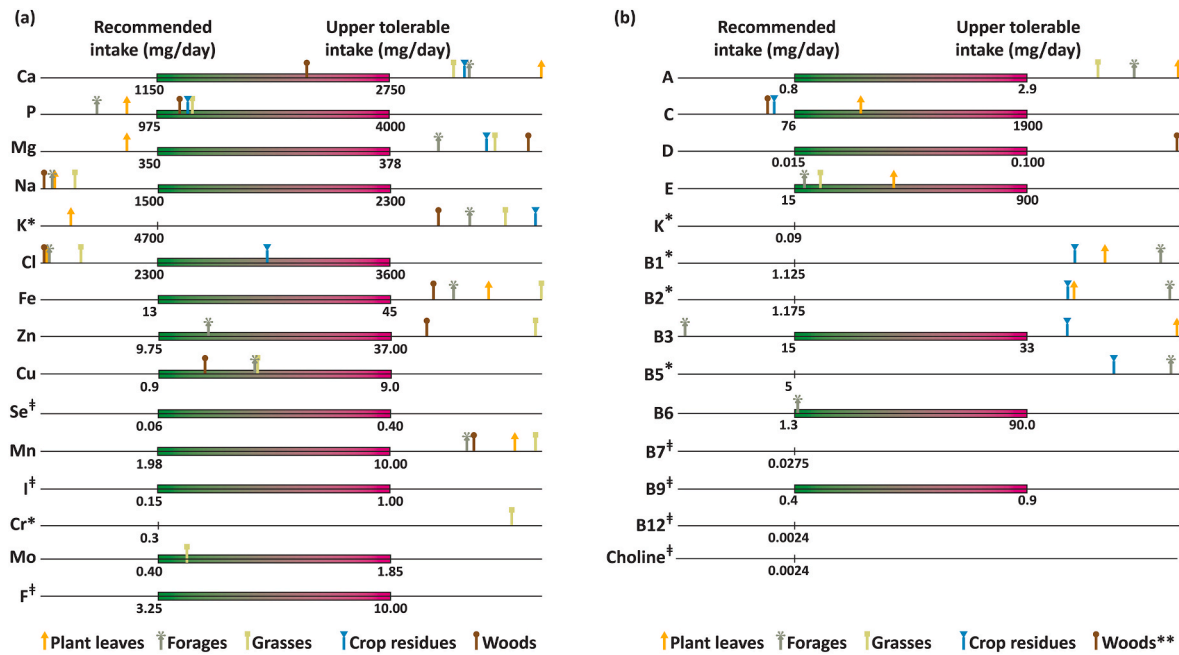 (a)
Recommended intake (mg/day)
Upper tolerable intake (mg/day)
Ca
1150 2750
P
975 4000
Mg
350 378
Na
1500 2300
K*
4700
Cl
2300 3600
Fe
13 45
Zn
9.75 37.00
Cu
0.9 9.0
Se‡
0.06 0.40
Mn
1.98 10.00
I‡
0.15 1.00
Cr*
0.3
Mo
0.40 1.85
F‡
3.25 10.00
Plant leaves Forages Grasses Crop residues Woods
(b)
Recommended intake (mg/day)
Upper tolerable intake (mg/day)
A
0.8 2.9
C
76 1900
D
0.015 0.100
E
15 900
K*
0.09
B1*
1.125
B2*
1.175
B3
15 33
B5*
5
B6
1.3 90.0
B7‡
0.0275
B9‡
0.4 0.9
B12‡
0.0024
Choline‡
0.0024
Plant leaves Forages Grasses Crop residues Woods**